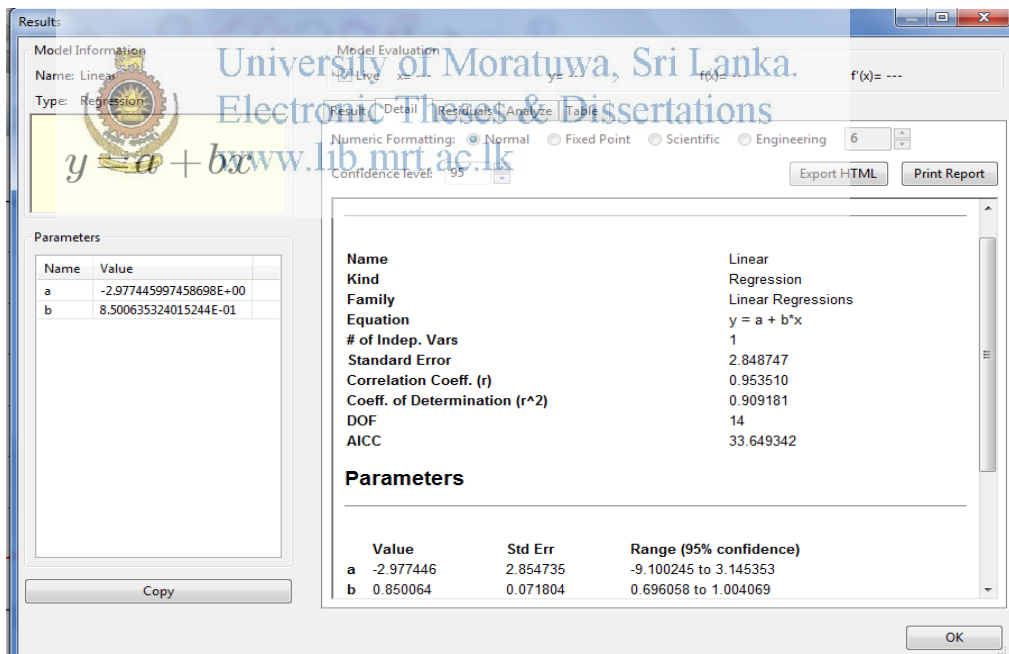 Results
Model Information
Name: Linear
Type: Regression
y = a + bx
Model Evaluation
Live x= --- y= --- f(x)= --- f'(x)= ---
University of Moratuwa, Sri Lanka.
Electronic Theses & Dissertations
www.lib.mrt.ac.lk
Result Detail Residuals Analyze Table
Numeric Formatting: Normal Fixed Point Scientific Engineering 6
Confidence level: 95
Export HTML Print Report
Parameters
Name Value
a -2.977445997458698E+00
b 8.500635324015244E-01
Copy
Name Linear
Kind Regression
Family Linear Regressions
Equation y = a + b*x
# of Indep. Vars 1
Standard Error 2.848747
Correlation Coeff. (r) 0.953510
Coeff. of Determination (r^2) 0.909181
DOF 14
AICC 33.649342
Parameters
Value Std Err Range (95% confidence)
a -2.977446 2.854735 -9.100245 to 3.145353
b 0.850064 0.071804 0.696058 to 1.004069
OK